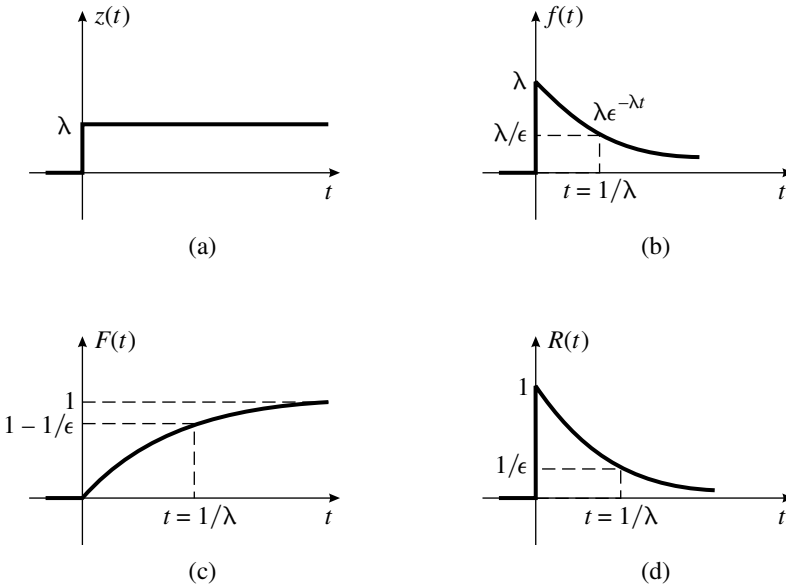 z(t)
λ
t
(a)
f(t)
λ
λϵ^{−λt}
λ/ϵ
t = 1/λ
t
(b)
F(t)
1
1 − 1/ϵ
t = 1/λ
t
(c)
R(t)
1
1/ϵ
t = 1/λ
t
(d)